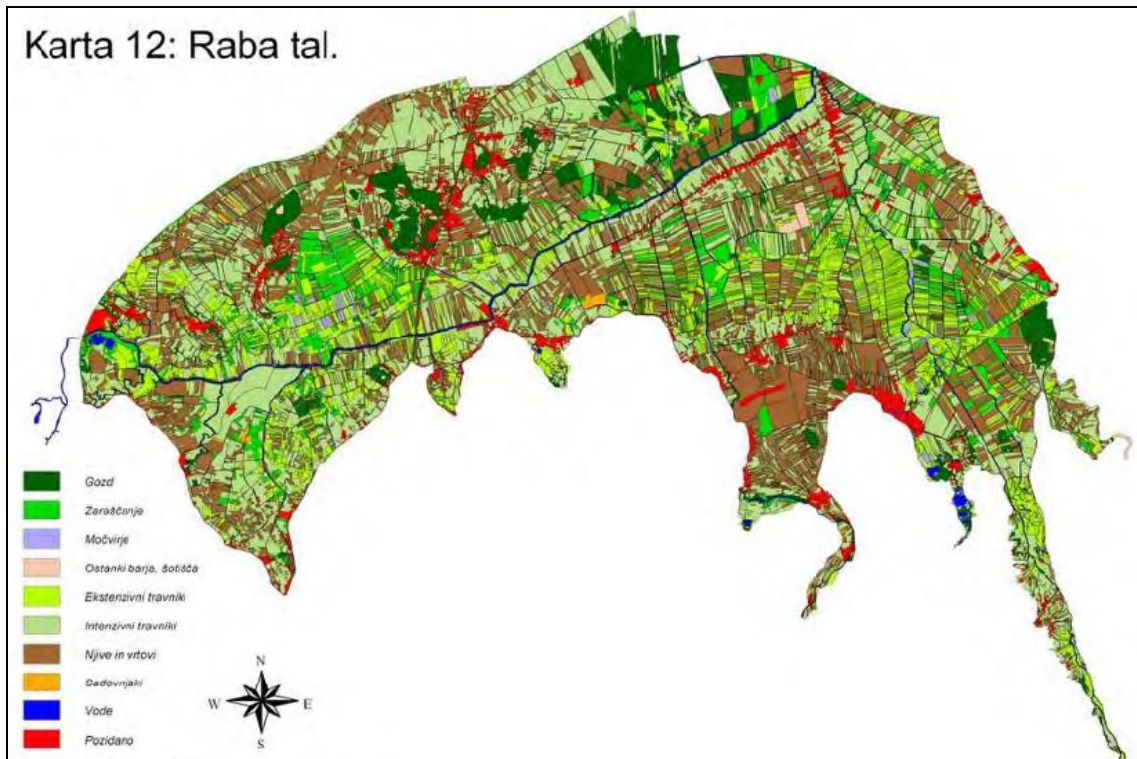 Karta 12: Raba tal.
Gozd
Zaraščanje
Močvirje
Ostanki barja, šotišča
Ekstenzivni travniki
Intenzivni travniki
Njive in vrtovi
Sadovnjaki
Vode
Pozidano
N
W E
S